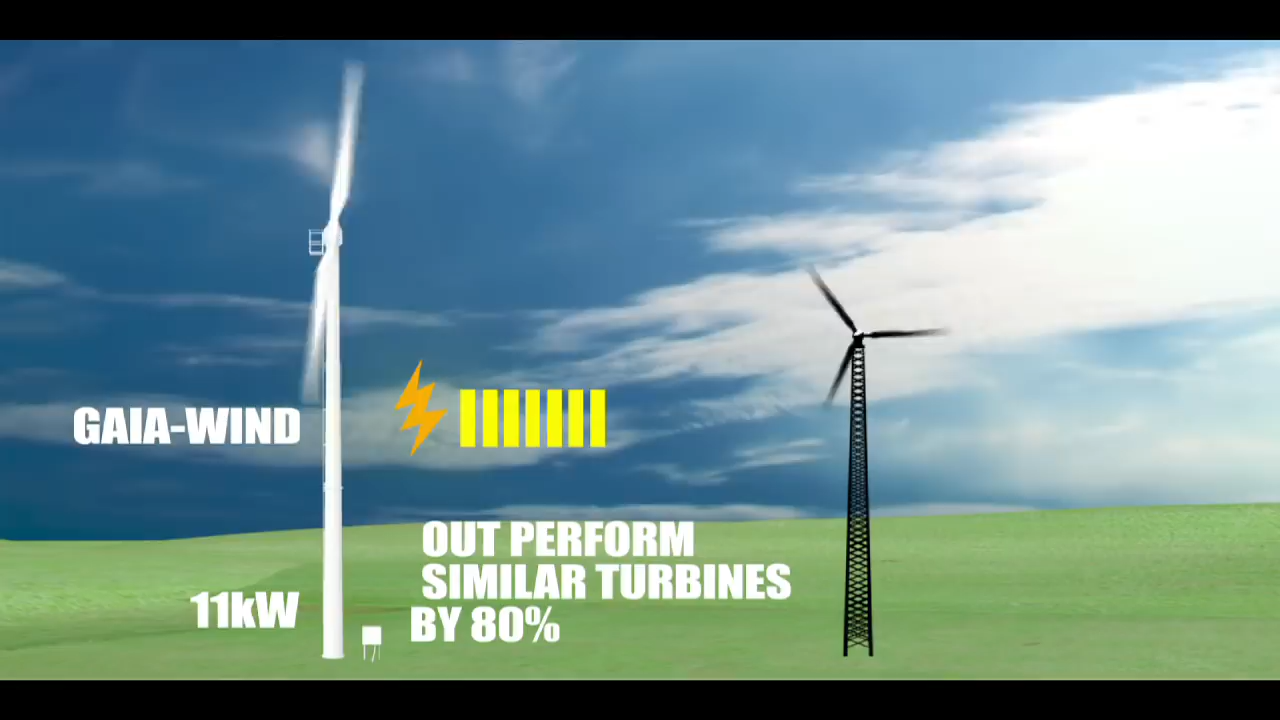 GAIA-WIND
11kW
OUT PERFORM
SIMILAR TURBINES
BY 80%